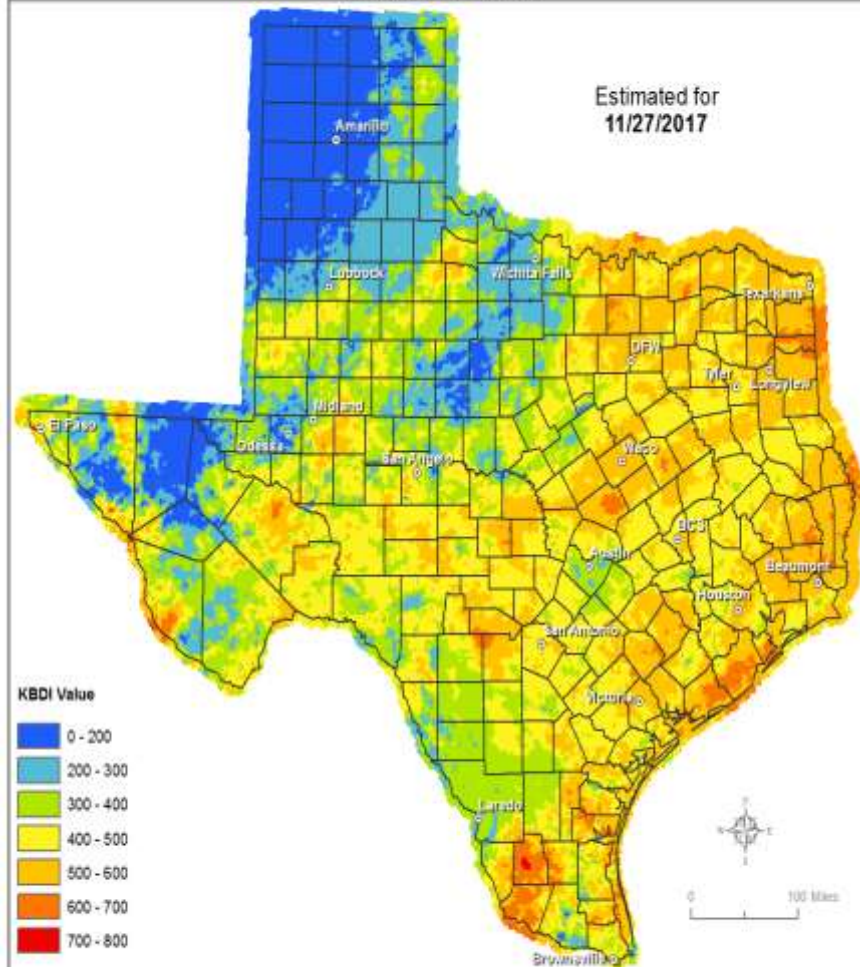 Estimated for
11/27/2017
Amarillo
Lubbock
Wichita Falls
Texarkana
DFW
Tyler
Longview
El Paso
Midland
Odessa
San Angelo
Waco
BCS
Austin
Beaumont
Houston
San Antonio
Victoria
Laredo
Brownsville
KBDI Value
0 - 200
200 - 300
300 - 400
400 - 500
500 - 600
600 - 700
700 - 800
N
W
E
S
0
100 Miles